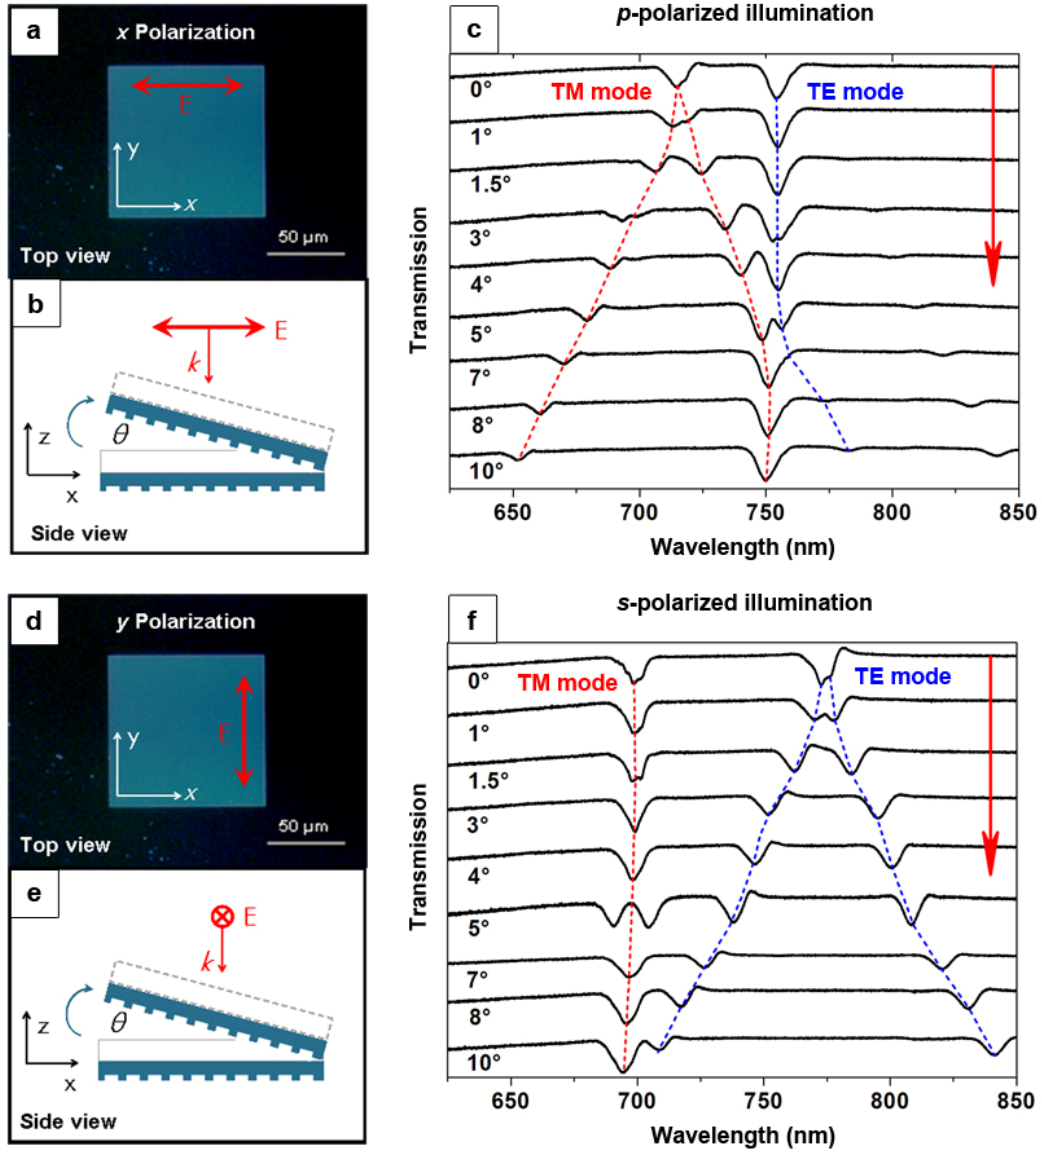 a
x Polarization
E
y
x
50 µm
Top view
b
E
k
θ
z
x
Side view
c
p-polarized illumination
TM mode
TE mode
0°
1°
1.5°
3°
4°
5°
7°
8°
10°
Transmission
650 700 750 800 850
Wavelength (nm)
d
y Polarization
E
y
x
50 µm
Top view
e
E
k
θ
z
x
Side view
f
s-polarized illumination
TM mode
TE mode
0°
1°
1.5°
3°
4°
5°
7°
8°
10°
Transmission
650 700 750 800 850
Wavelength (nm)